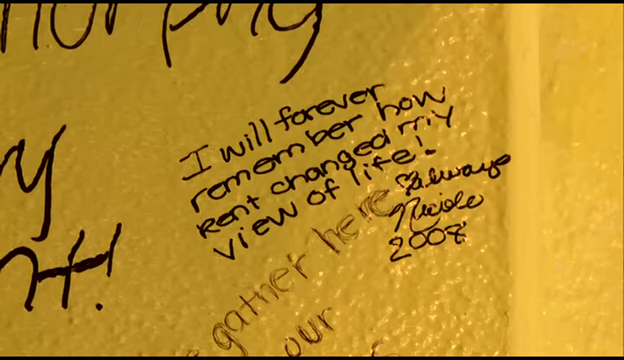 I will forever
remember how
Rent changed my
view of life!
Always
Nicole
2008
gather here
our